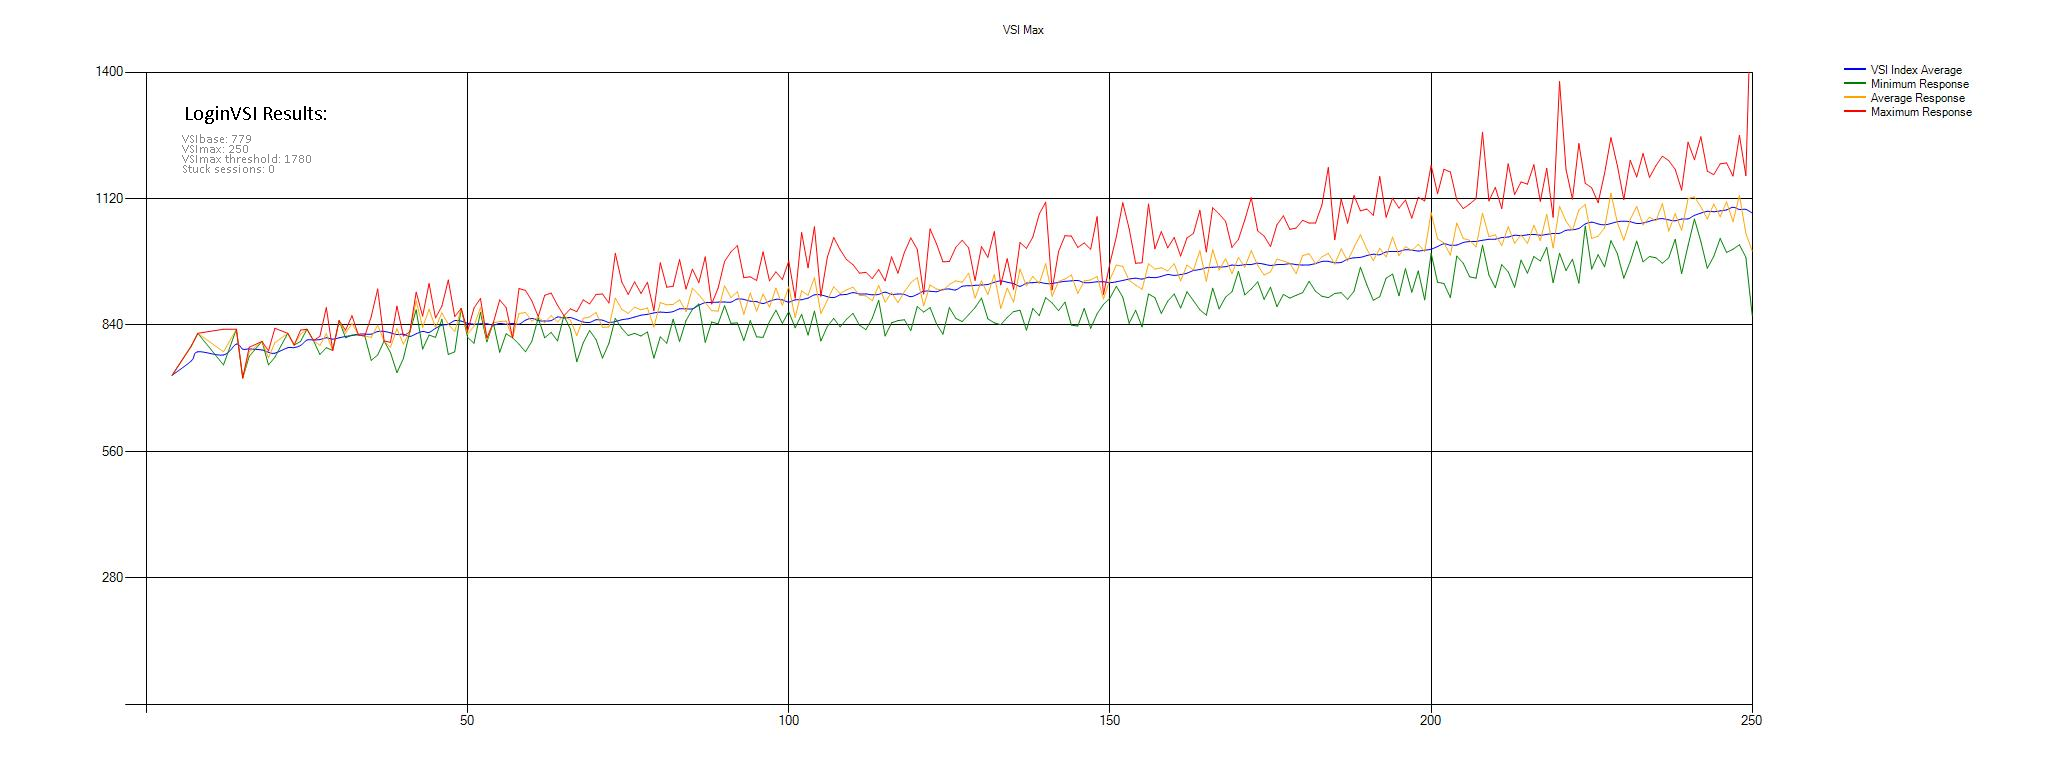 VSI Max
1400
1120
840
560
280
50
100
150
200
250
LoginVSI Results:
VSIbase: 779
VSImax: 250
VSImax threshold: 1780
Stuck sessions: 0
VSI Index Average
Minimum Response
Average Response
Maximum Response